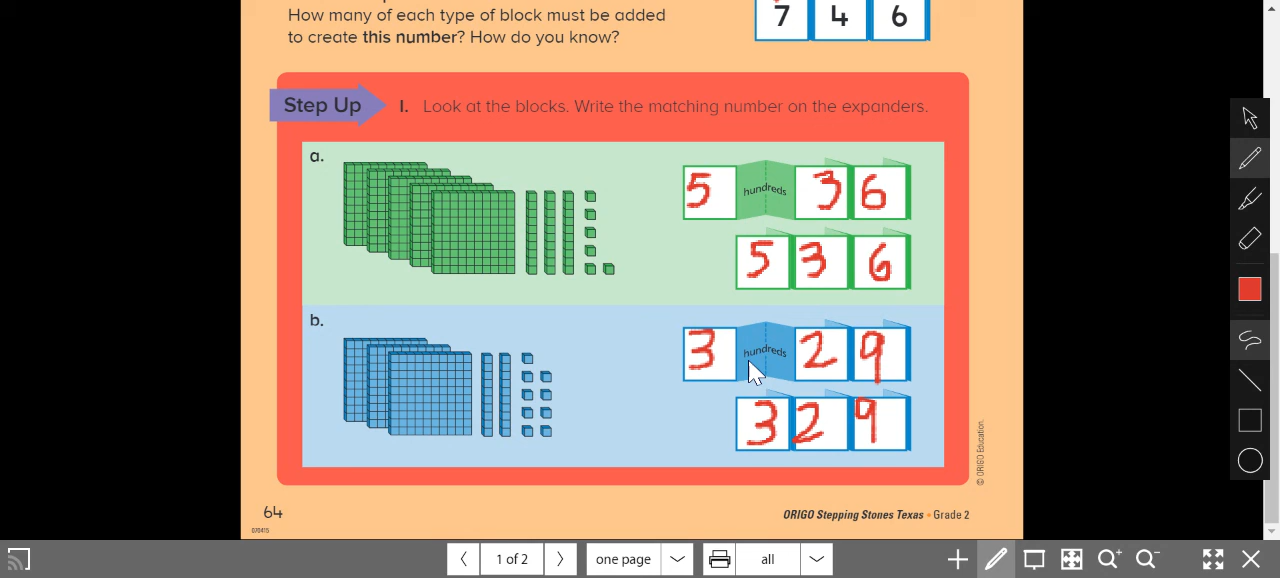 How many of each type of block must be added
to create this number? How do you know?
7 4 6
Step Up
1. Look at the blocks. Write the matching number on the expanders.
a.
5 hundreds 3 6
5 3 6
b.
3 hundreds 2 9
3 2 9
© ORIGO Education.
64
070415
ORIGO Stepping Stones Texas • Grade 2
1 of 2
one page
all